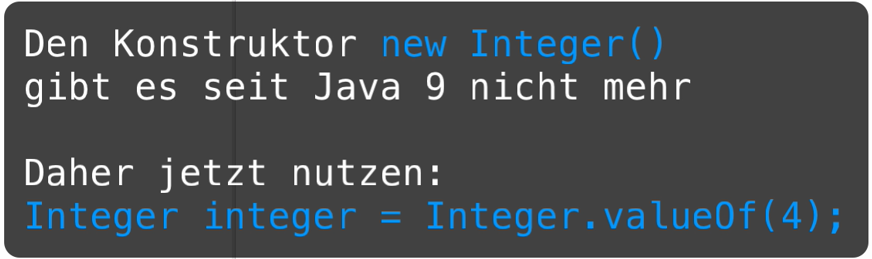 Den Konstruktor new Integer()
gibt es seit Java 9 nicht mehr
Daher jetzt nutzen:
Integer integer = Integer.valueOf(4);